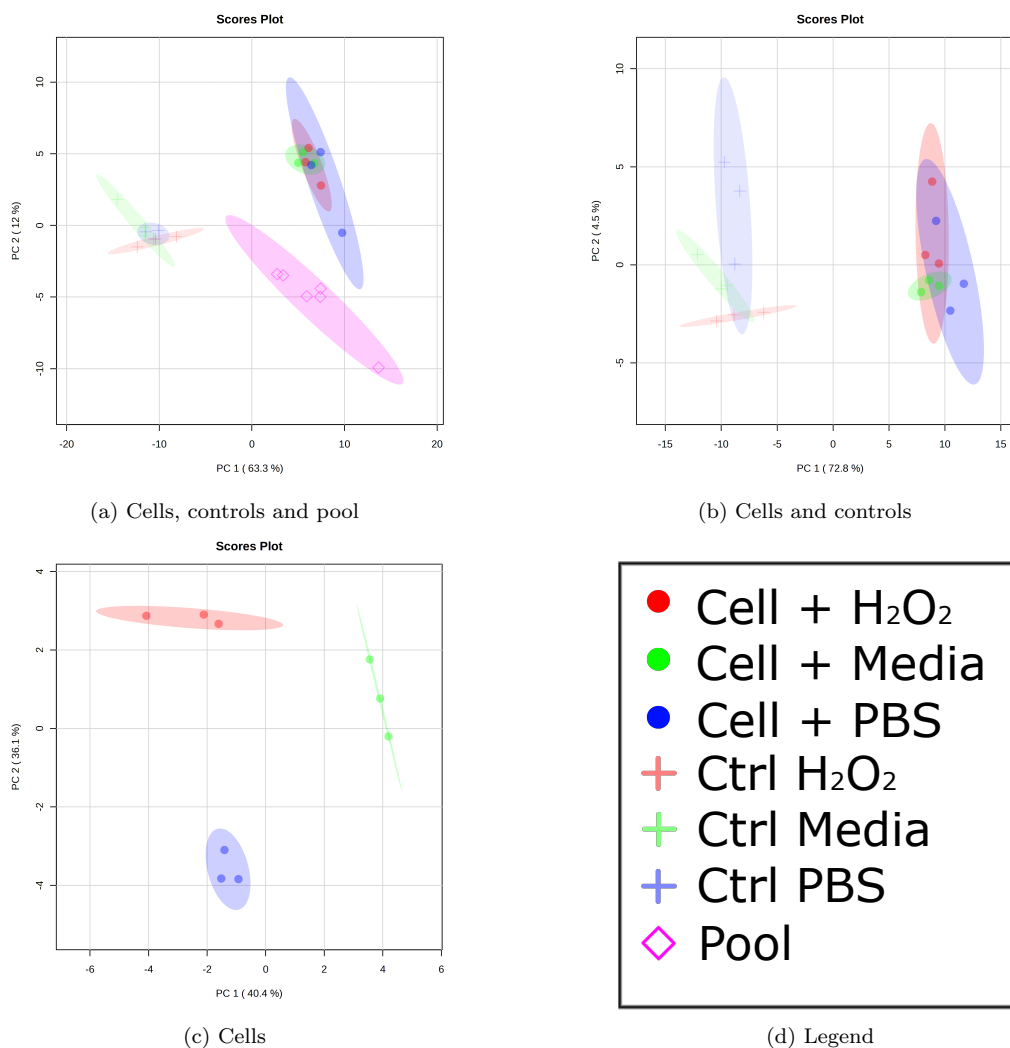 Scores Plot
10
5
0
-5
-10
PC 2 ( 12 %)
-20 -10 0 10 20
PC 1 ( 63.3 %)
(a) Cells, controls and pool
Scores Plot
10
5
0
-5
PC 2 ( 4.5 %)
-15 -10 -5 0 5 10 15
PC 1 ( 72.8 %)
(b) Cells and controls
Scores Plot
4
2
0
-2
-4
PC 2 ( 36.1 %)
-6 -4 -2 0 2 4 6
PC 1 ( 40.4 %)
(c) Cells
Cell + H₂O₂
Cell + Media
Cell + PBS
Ctrl H₂O₂
Ctrl Media
Ctrl PBS
Pool
(d) Legend